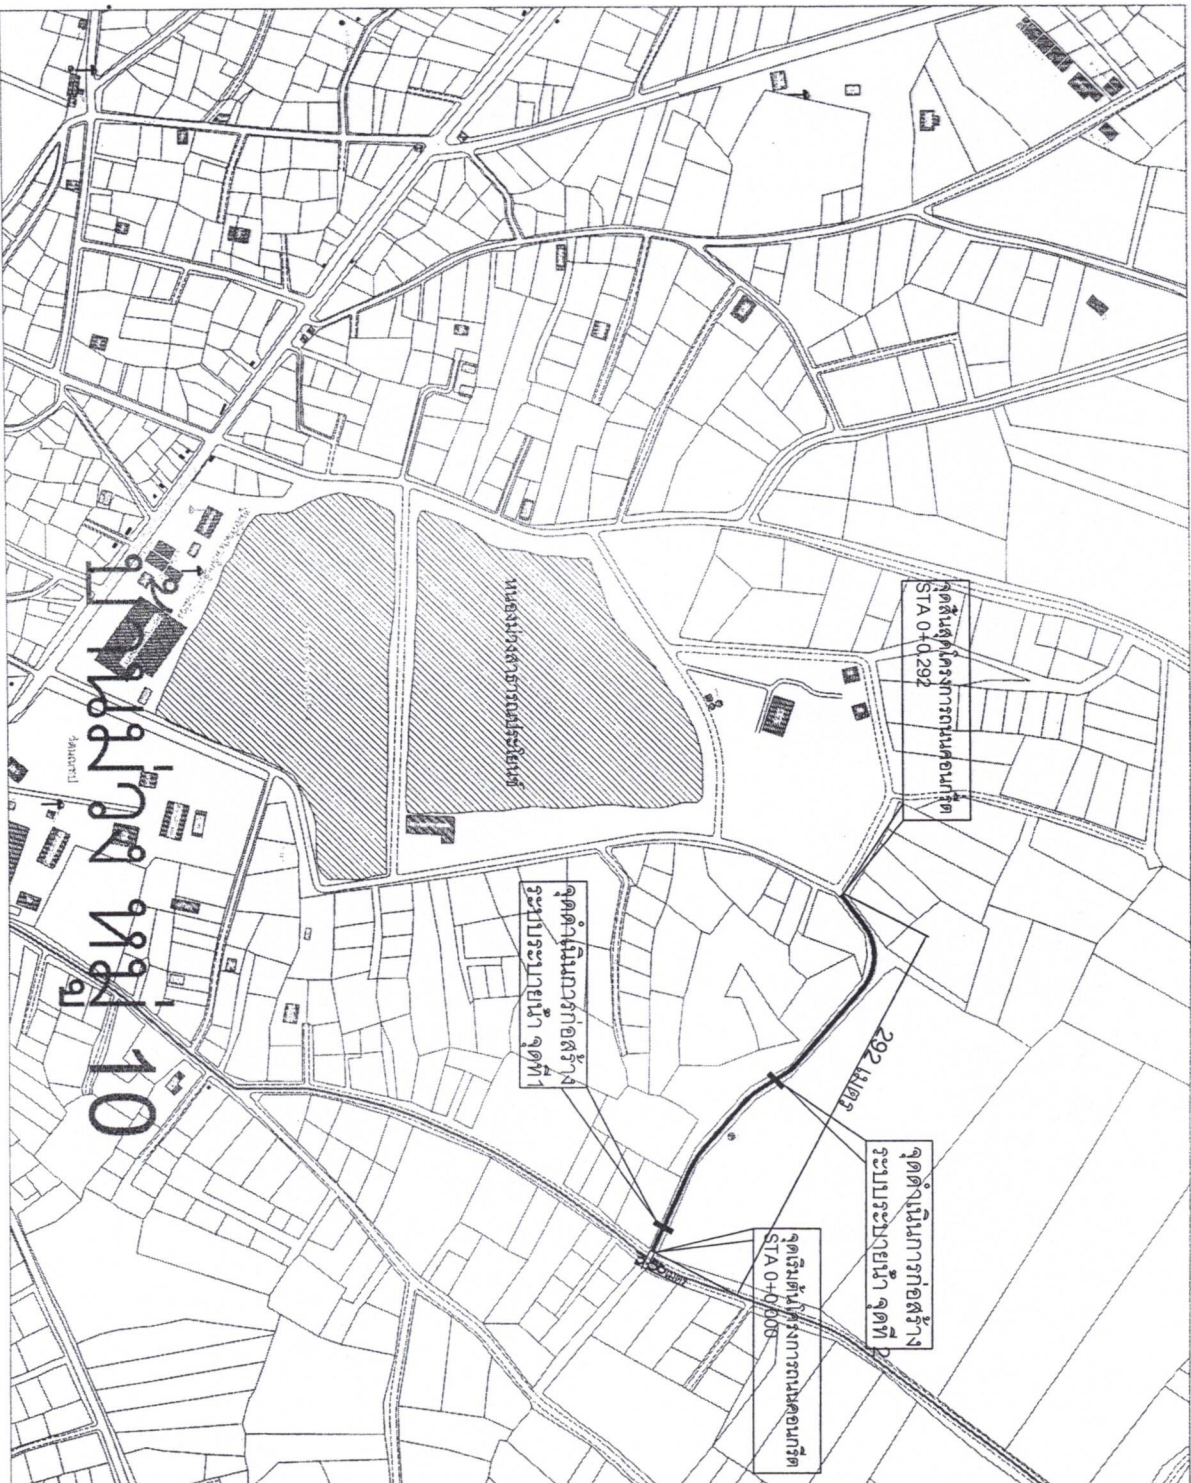 จุดสิ้นสุดโครงการถนนคอนกรีต
STA 0+0.292
292 เมตร
จุดดำเนินการก่อสร้าง
ระบบระบายน้ำ จุดที่ 2
จุดเริ่มต้นโครงการถนนคอนกรีต
STA 0+0.000
หนองม่วงสาธารณประโยชน์
จุดดำเนินการก่อสร้าง
ระบบระบายน้ำ จุดที่1
บ้านม่วง หมู่ที่ 10